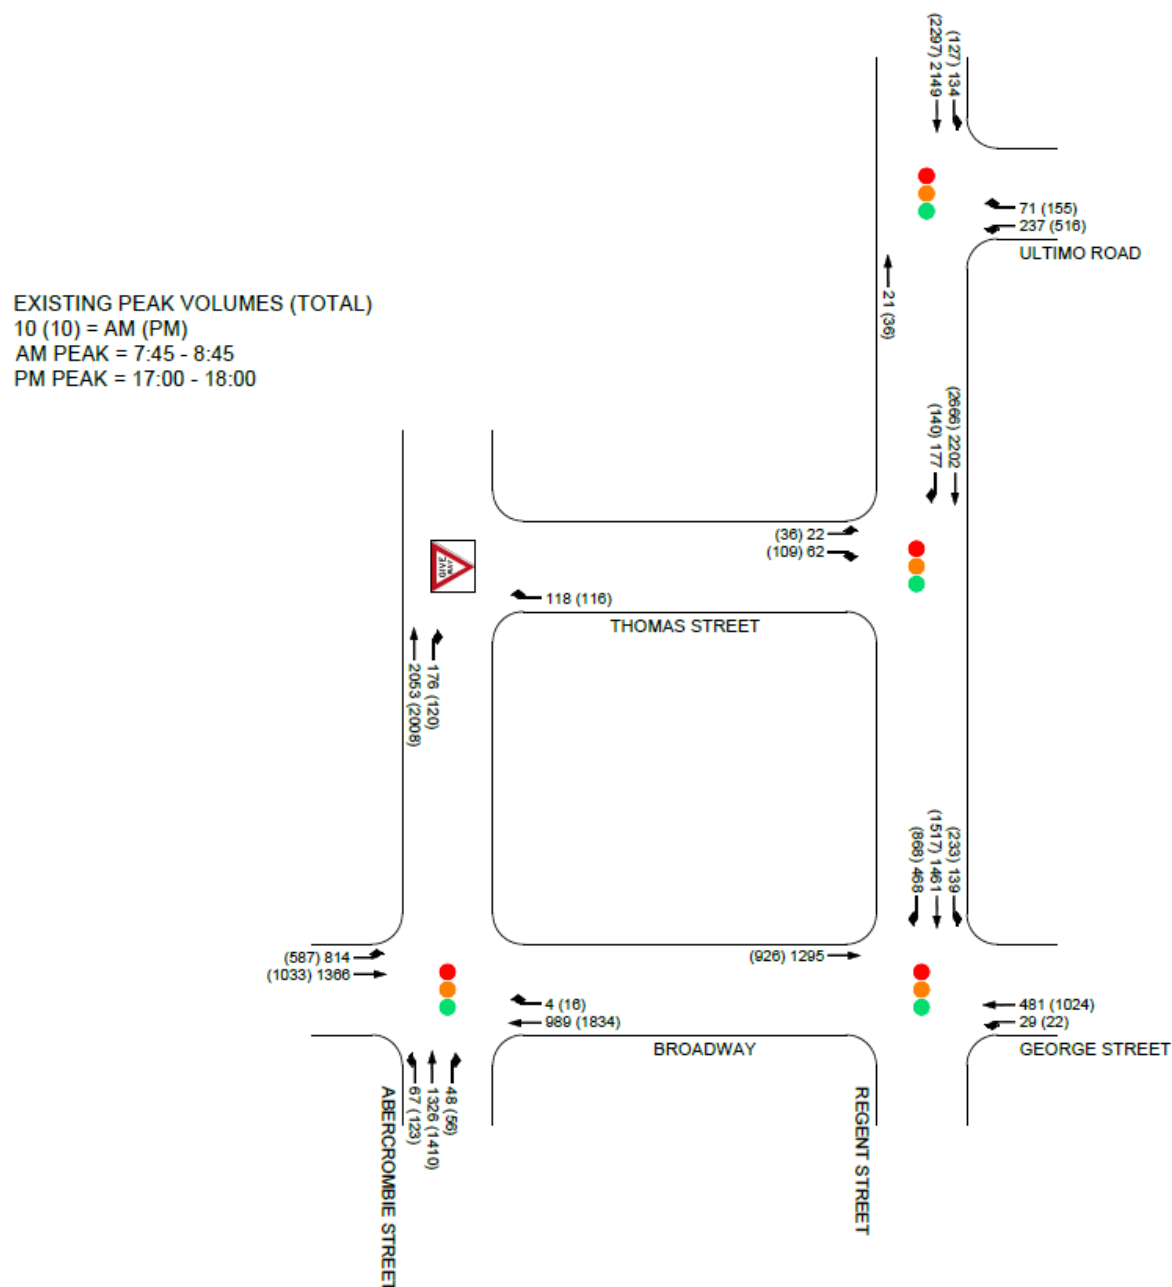 (127) 134
(2297) 2149
71 (155)
237 (516)
ULTIMO ROAD
21 (36)
EXISTING PEAK VOLUMES (TOTAL)
10 (10) = AM (PM)
AM PEAK = 7:45 - 8:45
PM PEAK = 17:00 - 18:00
(2666) 2202
(140) 177
(36) 22
(109) 62
GIVE
WAY
118 (116)
THOMAS STREET
176 (120)
2053 (2008)
(233) 139
(1517) 1461
(868) 468
(587) 814
(1033) 1366
(926) 1295
4 (16)
989 (1834)
BROADWAY
481 (1024)
29 (22)
GEORGE STREET
48 (56)
1326 (1410)
67 (123)
ABERCROMBIE STREET
REGENT STREET